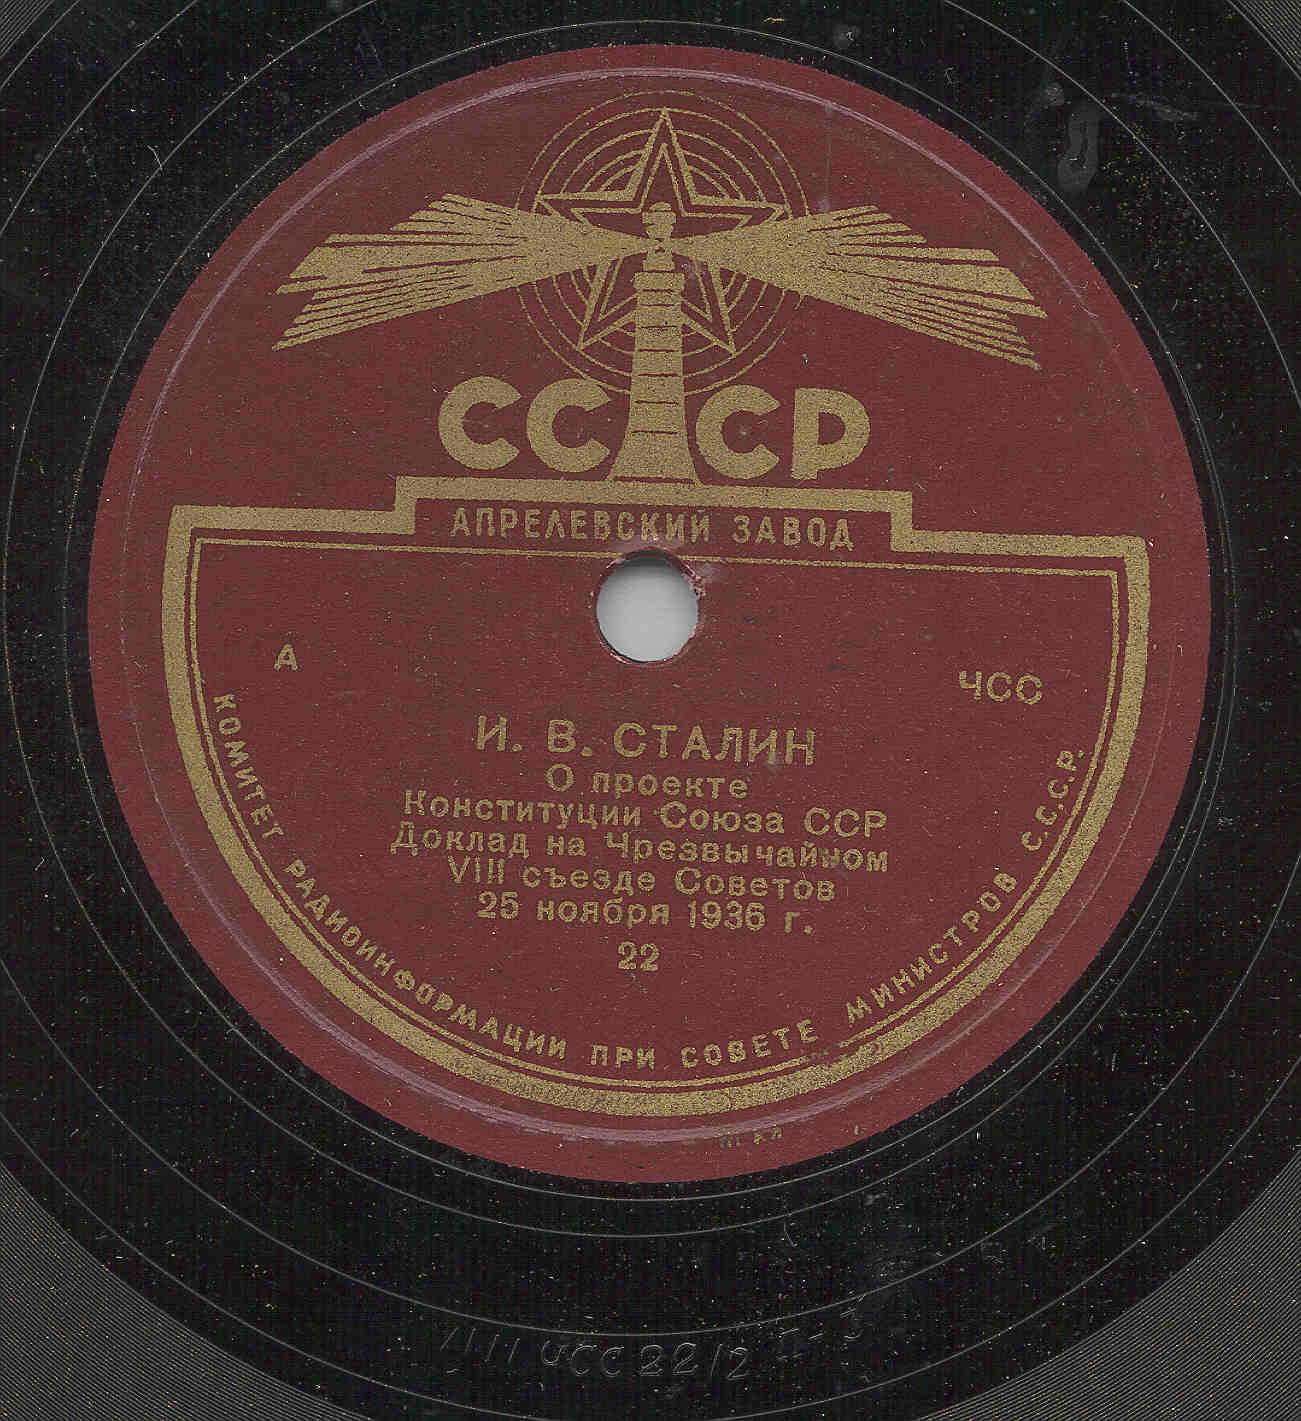 СССР
АПРЕЛЕВСКИЙ ЗАВОД
А
ЧСС
И. В. СТАЛИН
О проекте
Конституции Союза ССР
Доклад на Чрезвычайном
VIII съезде Советов
25 ноября 1936 г.
22
КОМИТЕТ РАДИОИНФОРМАЦИИ ПРИ СОВЕТЕ МИНИСТРОВ С.С.С.Р.
VIII ЧСС 22/2